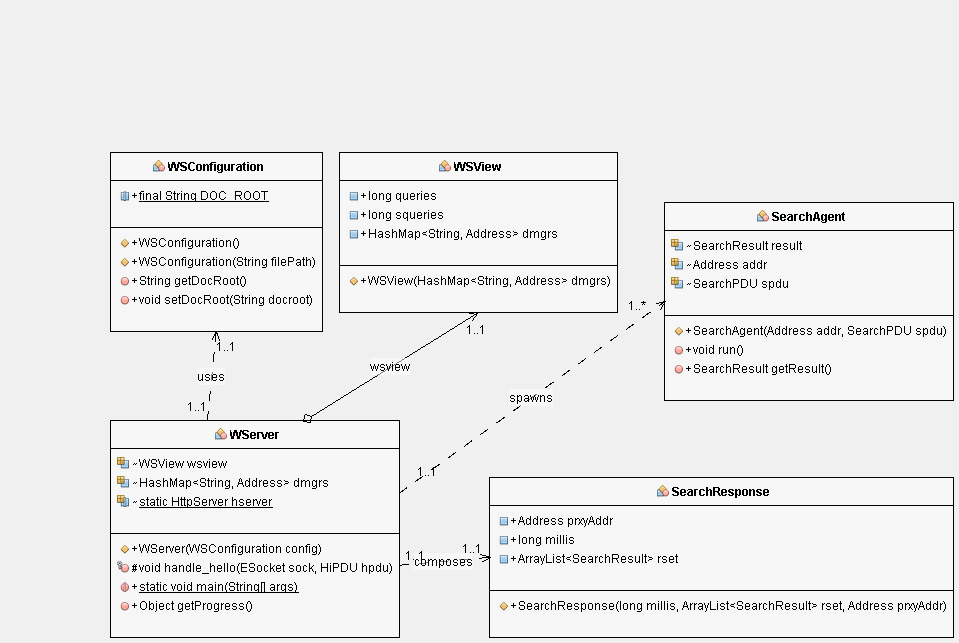 WSConfiguration
+final String DOC_ROOT
+WSConfiguration()
+WSConfiguration(String filePath)
+String getDocRoot()
+void setDocRoot(String docroot)
WSView
+long queries
+long squeries
+HashMap<String, Address> dmgrs
+WSView(HashMap<String, Address> dmgrs)
SearchAgent
~SearchResult result
~Address addr
~SearchPDU spdu
+SearchAgent(Address addr, SearchPDU spdu)
+void run()
+SearchResult getResult()
1..1
uses
1..1
1..1
wsview
1..*
spawns
1..1
WServer
~WSView wsview
~HashMap<String, Address> dmgrs
~static HttpServer hserver
+WServer(WSConfiguration config)
#void handle_hello(ESocket sock, HiPDU hpdu)
+static void main(String[] args)
+Object getProgress()
1..1
composes
1..1
SearchResponse
+Address prxyAddr
+long millis
+ArrayList<SearchResult> rset
+SearchResponse(long millis, ArrayList<SearchResult> rset, Address prxyAddr)